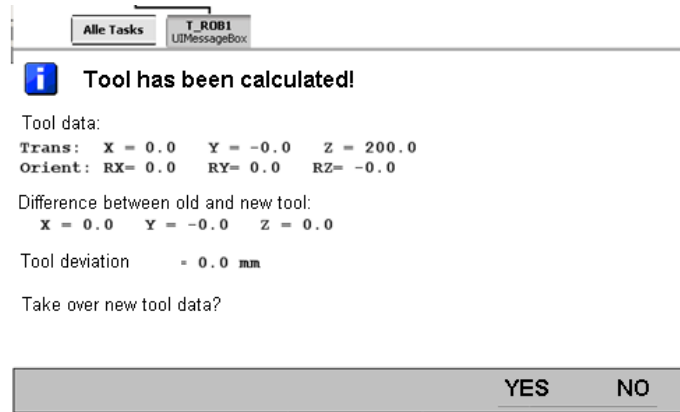 Alle Tasks
T_ROB1
UIMessageBox
i
Tool has been calculated!
Tool data:
Trans: X = 0.0 Y = -0.0 Z = 200.0
Orient: RX= 0.0 RY= 0.0 RZ= -0.0
Difference between old and new tool:
X = 0.0 Y = -0.0 Z = 0.0
Tool deviation = 0.0 mm
Take over new tool data?
YES NO